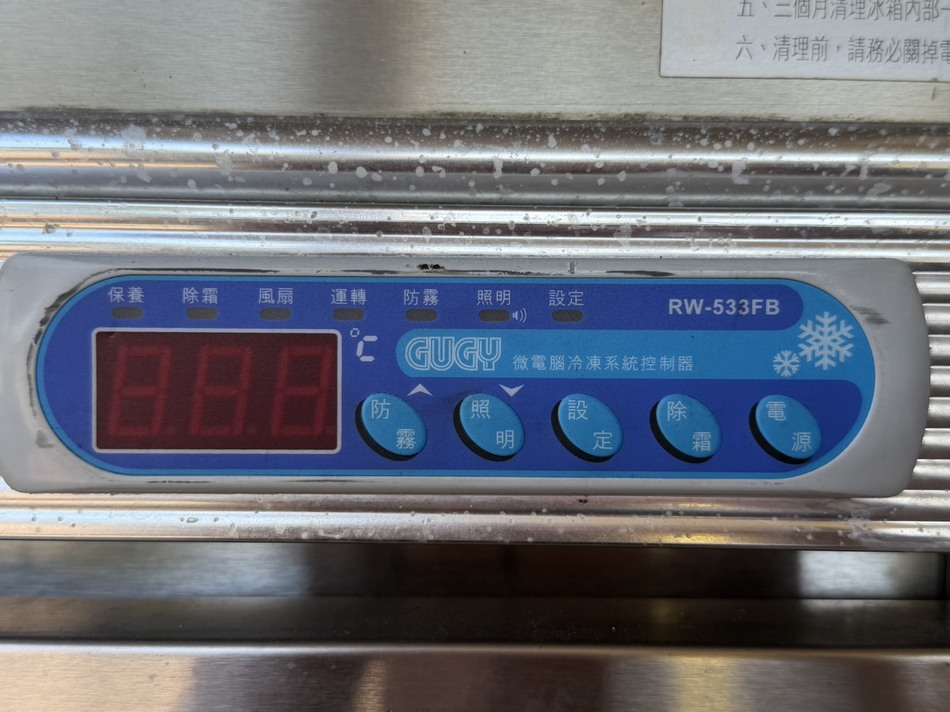 五、三個月清理冰箱內部一
六、清理前，請務必關掉電
保養 除霜 風扇 運轉 防霧 照明 設定
RW-533FB
°C
GUGY 微電腦冷凍系統控制器
防霧 照明 設定 除霜 電源